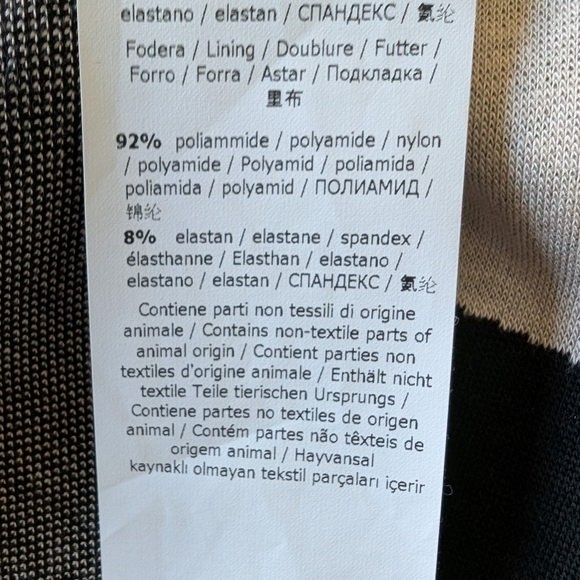 elastano / elastan / СПАНДЕКС / 氨纶
Fodera / Lining / Doublure / Futter /
Forro / Forra / Astar / Подкладка /
里布
92% poliammide / polyamide / nylon
/ polyamide / Polyamid / poliamida /
poliamida / polyamid / ПОЛИАМИД /
锦纶
8% elastan / elastane / spandex /
élasthanne / Elasthan / elastano /
elastano / elastan / СПАНДЕКС / 氨纶
Contiene parti non tessili di origine
animale / Contains non-textile parts of
animal origin / Contient parties non
textiles d'origine animale / Enthält nicht
textile Teile tierischen Ursprungs /
Contiene partes no textiles de origen
animal / Contém partes não têxteis de
origem animal / Hayvansal
kaynaklı olmayan tekstil parçaları içerir